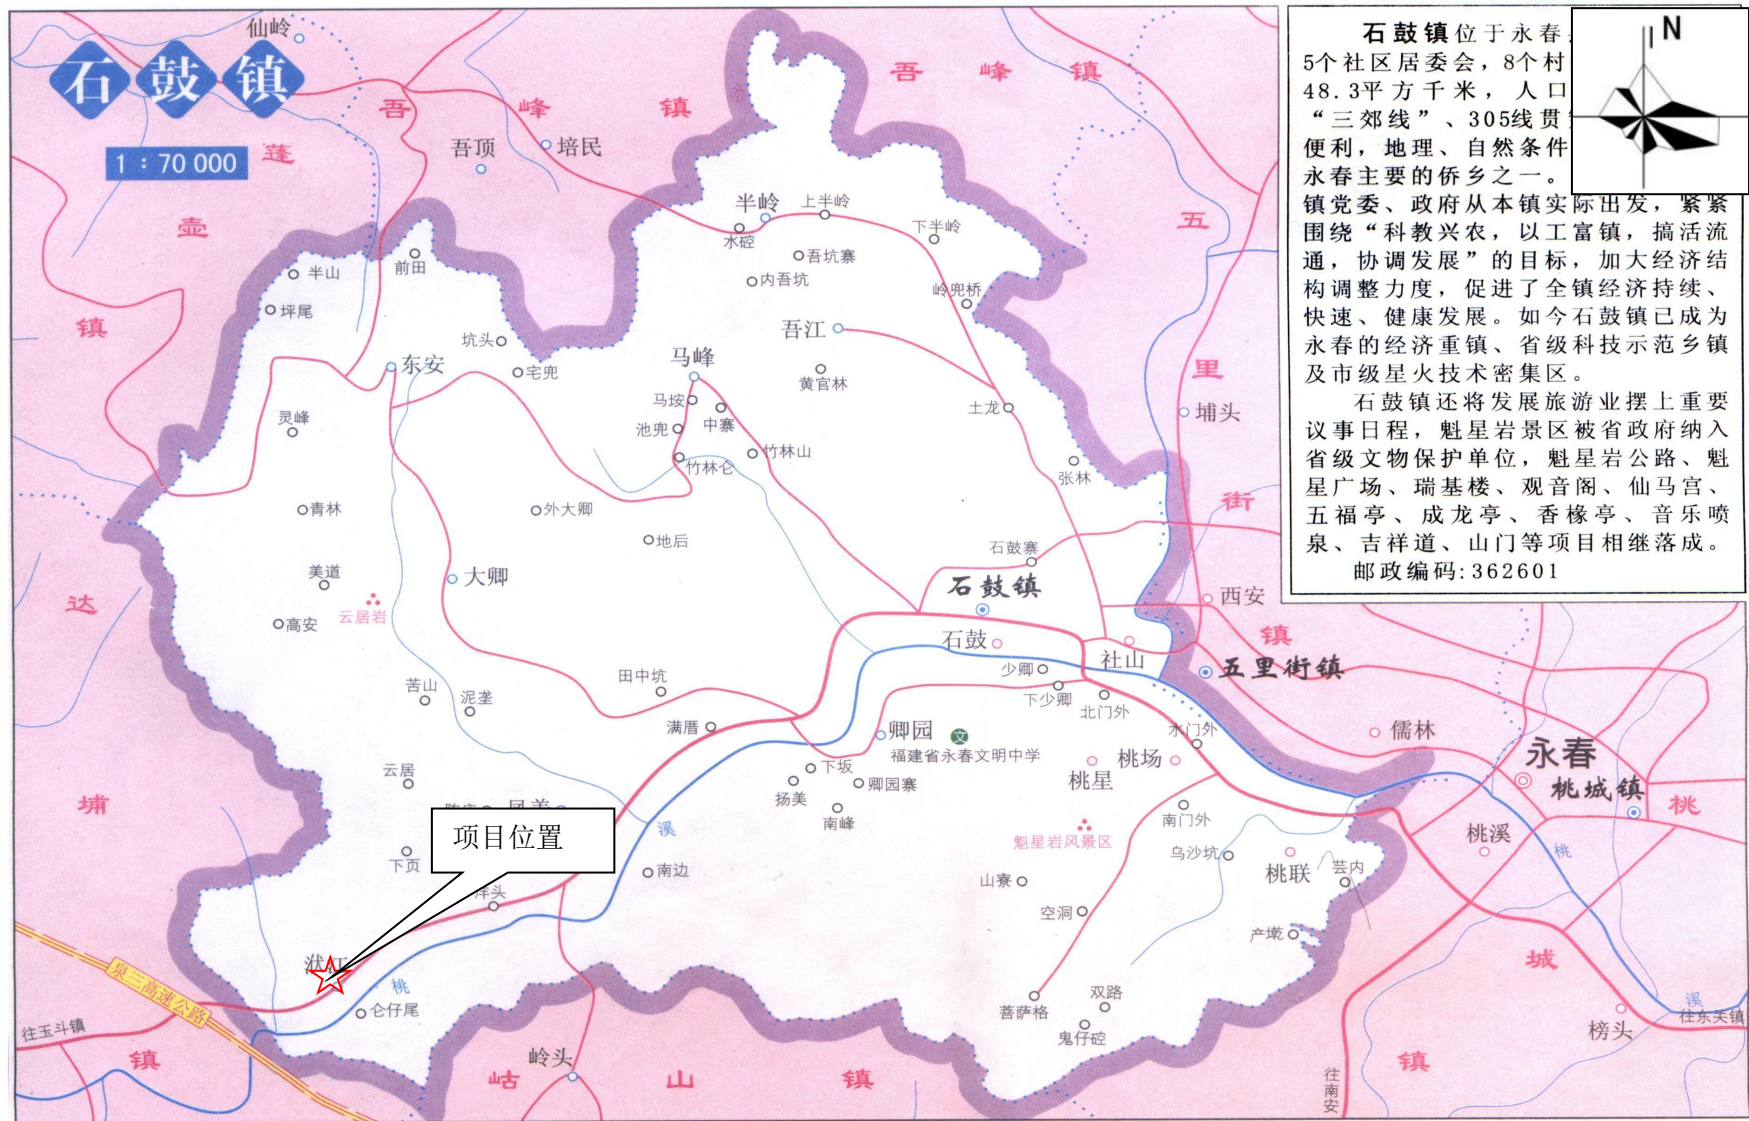 石鼓镇
1：70 000
石鼓镇位于永春
5个社区居委会，8个村
48.3平方千米，人口
“三郊线”、305线贯
便利，地理、自然条件
永春主要的侨乡之一。
镇党委、政府从本镇实际出发，紧紧
围绕“科教兴农，以工富镇，搞活流
通，协调发展”的目标，加大经济结
构调整力度，促进了全镇经济持续、
快速、健康发展。如今石鼓镇已成为
永春的经济重镇、省级科技示范乡镇
及市级星火技术密集区。
石鼓镇还将发展旅游业摆上重要
议事日程，魁星岩景区被省政府纳入
省级文物保护单位，魁星岩公路、魁
星广场、瑞基楼、观音阁、仙马宫、
五福亭、成龙亭、香橼亭、音乐喷
泉、吉祥道、山门等项目相继落成。
邮政编码:362601
N
仙岭
吾峰镇
吾峰镇
蓬壶镇
吾顶
培民
五里街镇
半岭
上半岭
水硿
下半岭
吾坑寨
内吾坑
岭兜桥
半山
前田
坪尾
坑头
东安
宅兜
吾江
马峰
黄官林
马垵
中寨
池兜
竹林仑
竹林山
土龙
埔头
灵峰
张林
青林
外大卿
地后
石鼓寨
美道
大卿
石鼓镇
云居岩
高安
西安
石鼓
社山
少卿
下少卿
五里街镇
田中坑
苦山
泥垄
北门外
满厝
卿园
文
福建省永春文明中学
水门外
儒林
永春
桃城镇
达埔镇
云居
下坂
扬美
卿园寨
南峰
桃星
桃场
南门外
魁星岩风景区
乌沙坑
桃溪
桃城镇
项目位置
溪
下页
洋头
南边
山寮
空洞
桃联
芸内
产墘
桃
桃
仑仔尾
泉三高速公路
往玉斗镇
菩萨格
双路
鬼仔硿
榜头
溪
往东关镇
岭头
岵山镇
往南安